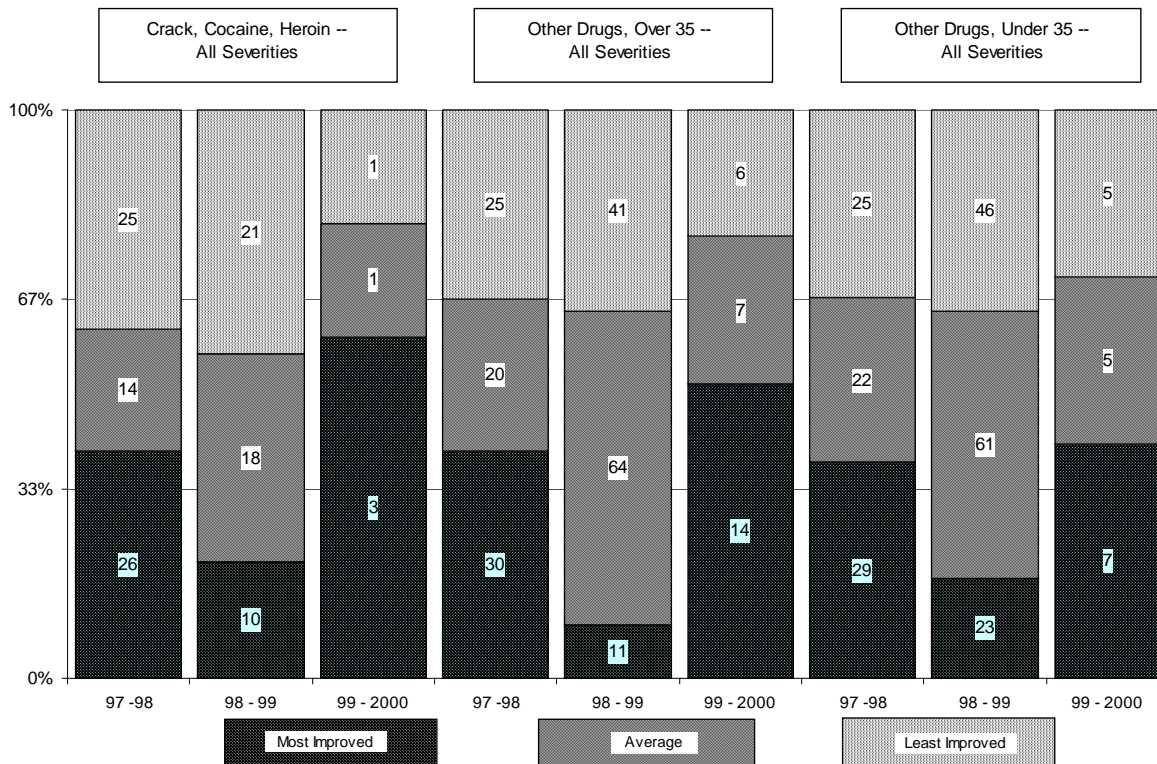 Crack, Cocaine, Heroin --
All Severities
Other Drugs, Over 35 --
All Severities
Other Drugs, Under 35 --
All Severities
100%
67%
33%
0%
25
14
26
21
18
10
1
1
3
25
20
30
41
64
11
6
7
14
25
22
29
46
61
23
5
5
7
97 -98
98 - 99
99 - 2000
97 -98
98 - 99
99 - 2000
97 -98
98 - 99
99 - 2000
Most Improved
Average
Least Improved